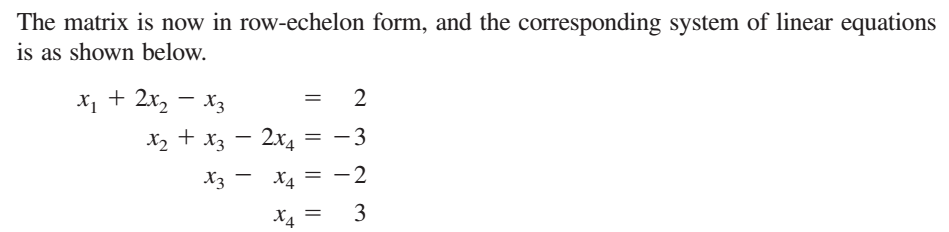 The matrix is now in row-echelon form, and the corresponding system of linear equations
is as shown below.
x₁ + 2x₂ − x₃ = 2
x₂ + x₃ − 2x₄ = −3
x₃ − x₄ = −2
x₄ = 3